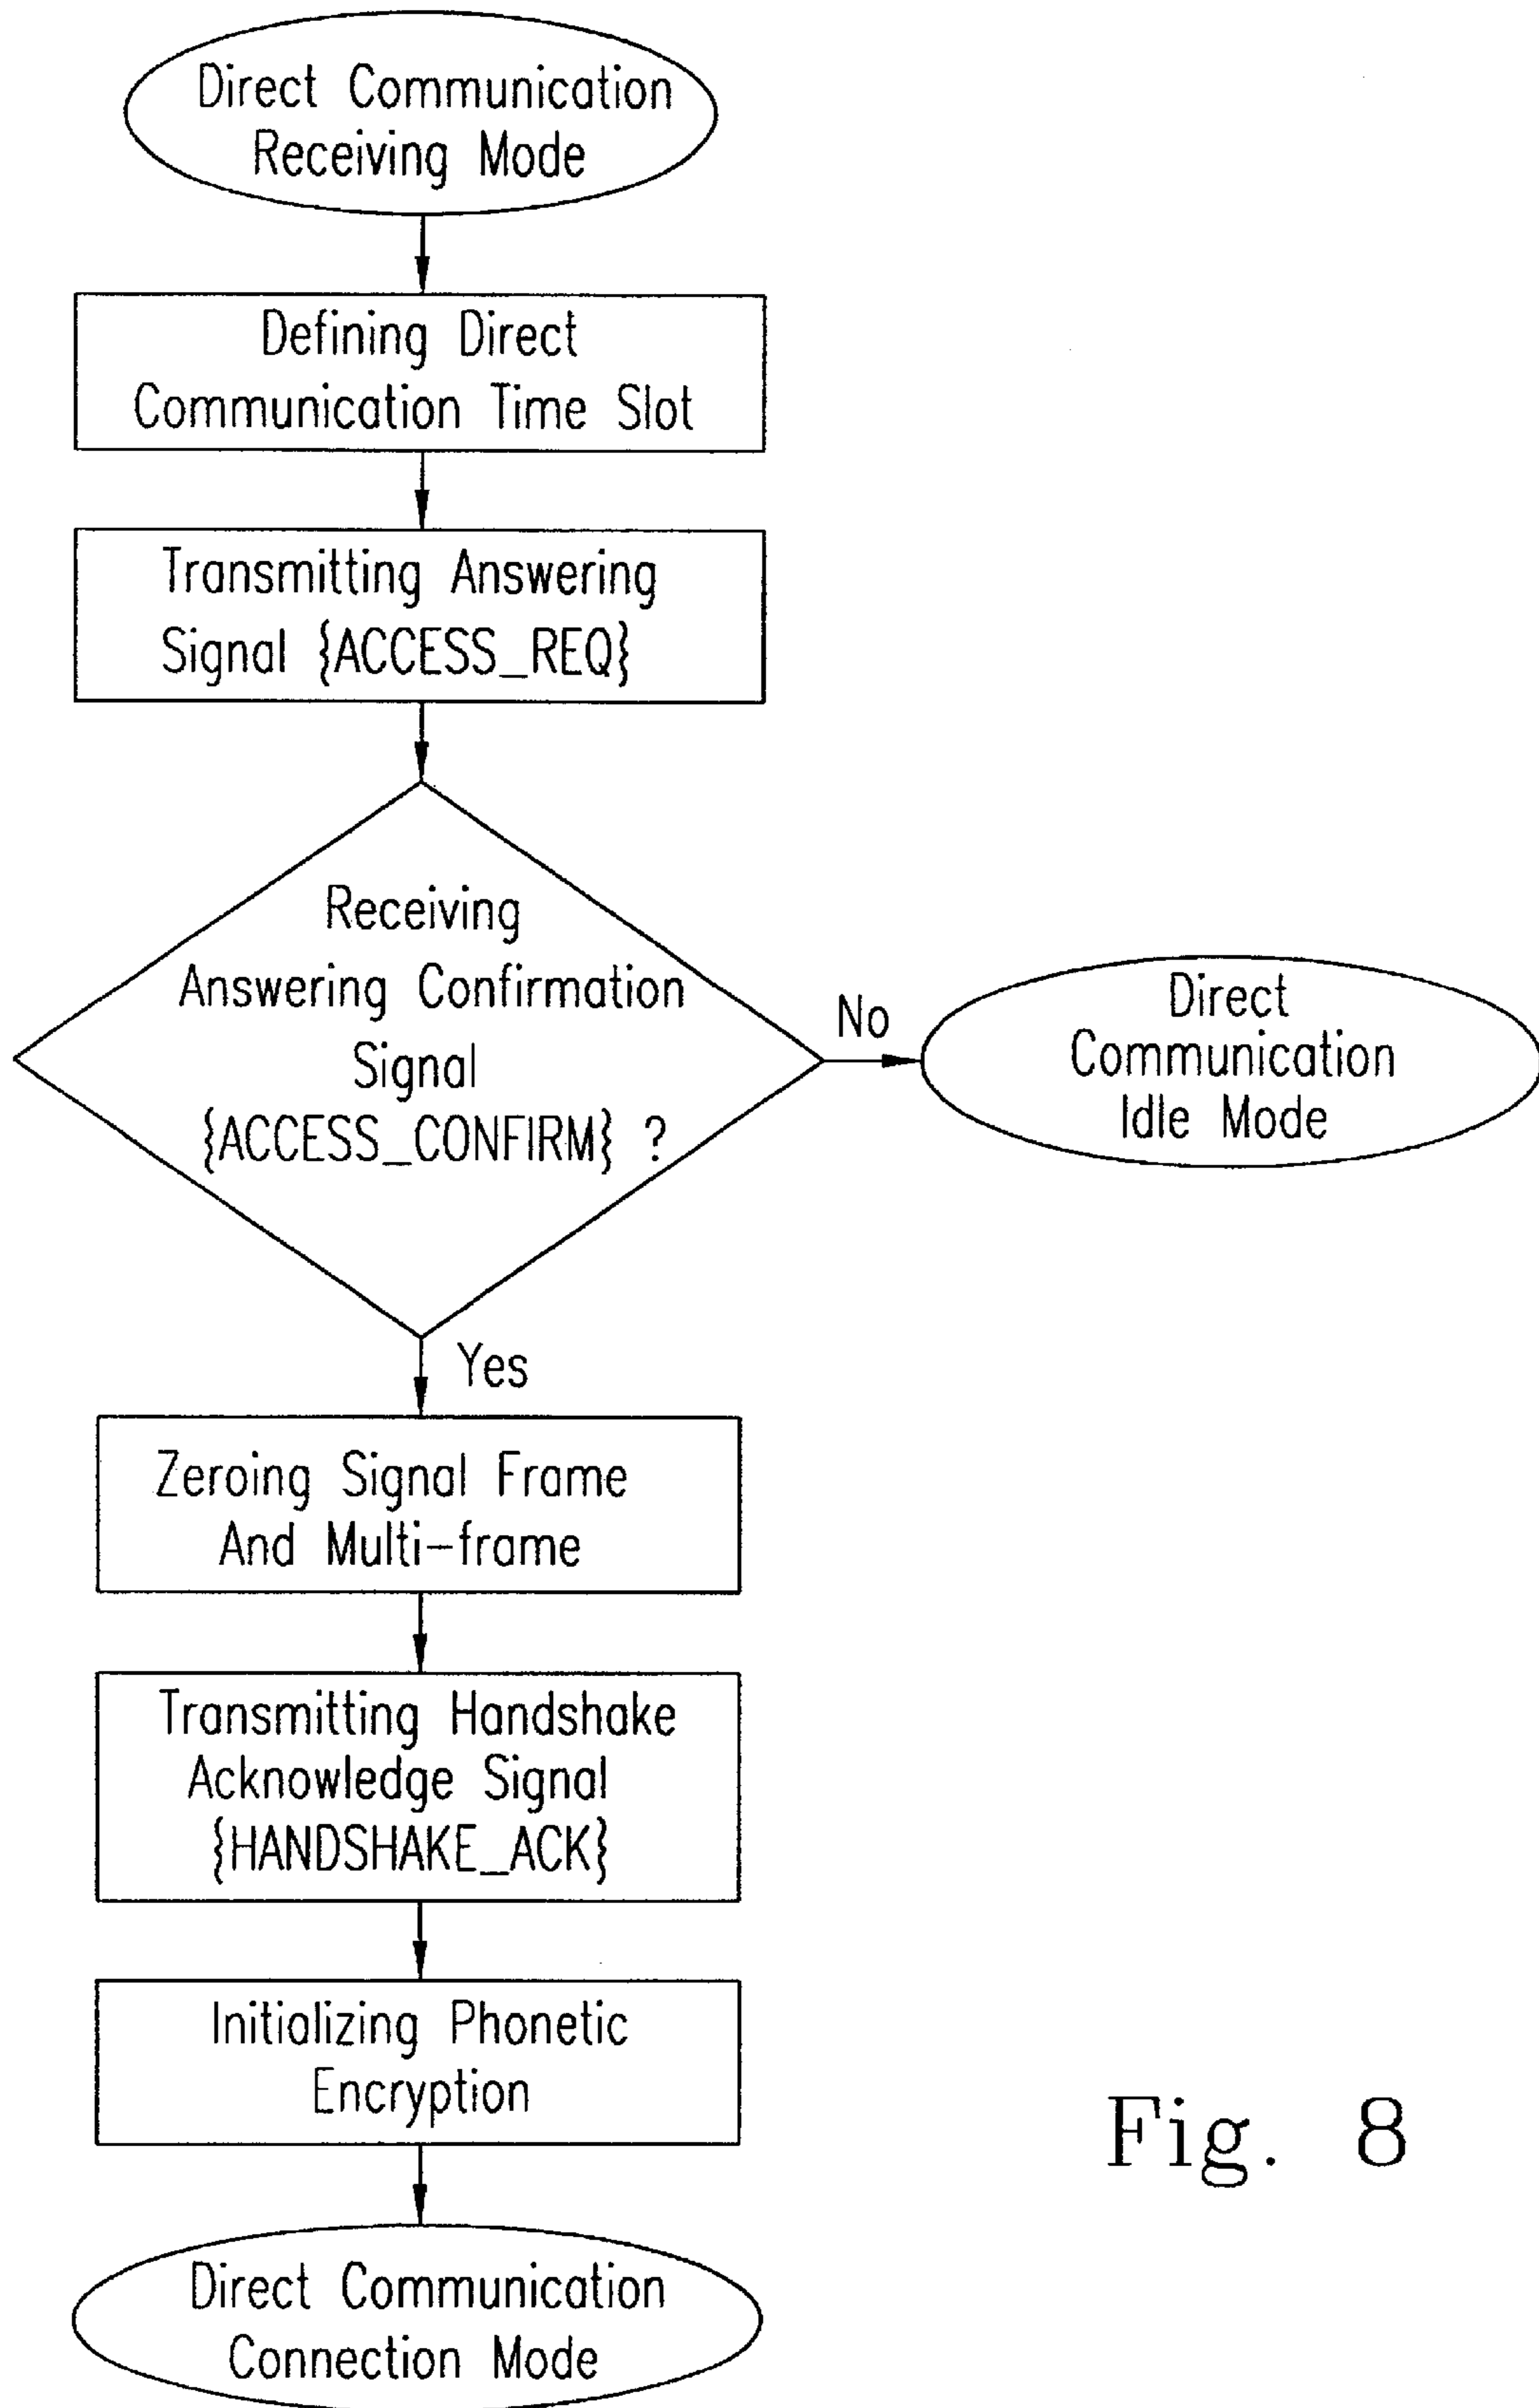 Direct Communication
Receiving Mode
Defining Direct
Communication Time Slot
Transmitting Answering
Signal {ACCESS_REQ}
Receiving
Answering Confirmation
Signal
{ACCESS_CONFIRM} ?
No
Direct
Communication
Idle Mode
Yes
Zeroing Signal Frame
And Multi-frame
Transmitting Handshake
Acknowledge Signal
{HANDSHAKE_ACK}
Initializing Phonetic
Encryption
Direct Communication
Connection Mode
Fig. 8